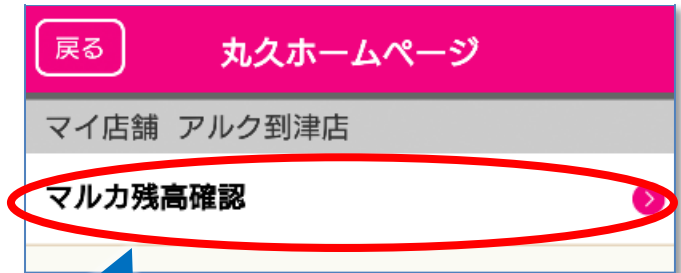 戻る
丸久ホームページ
マイ店舗 アルク到津店
マルカ残高確認